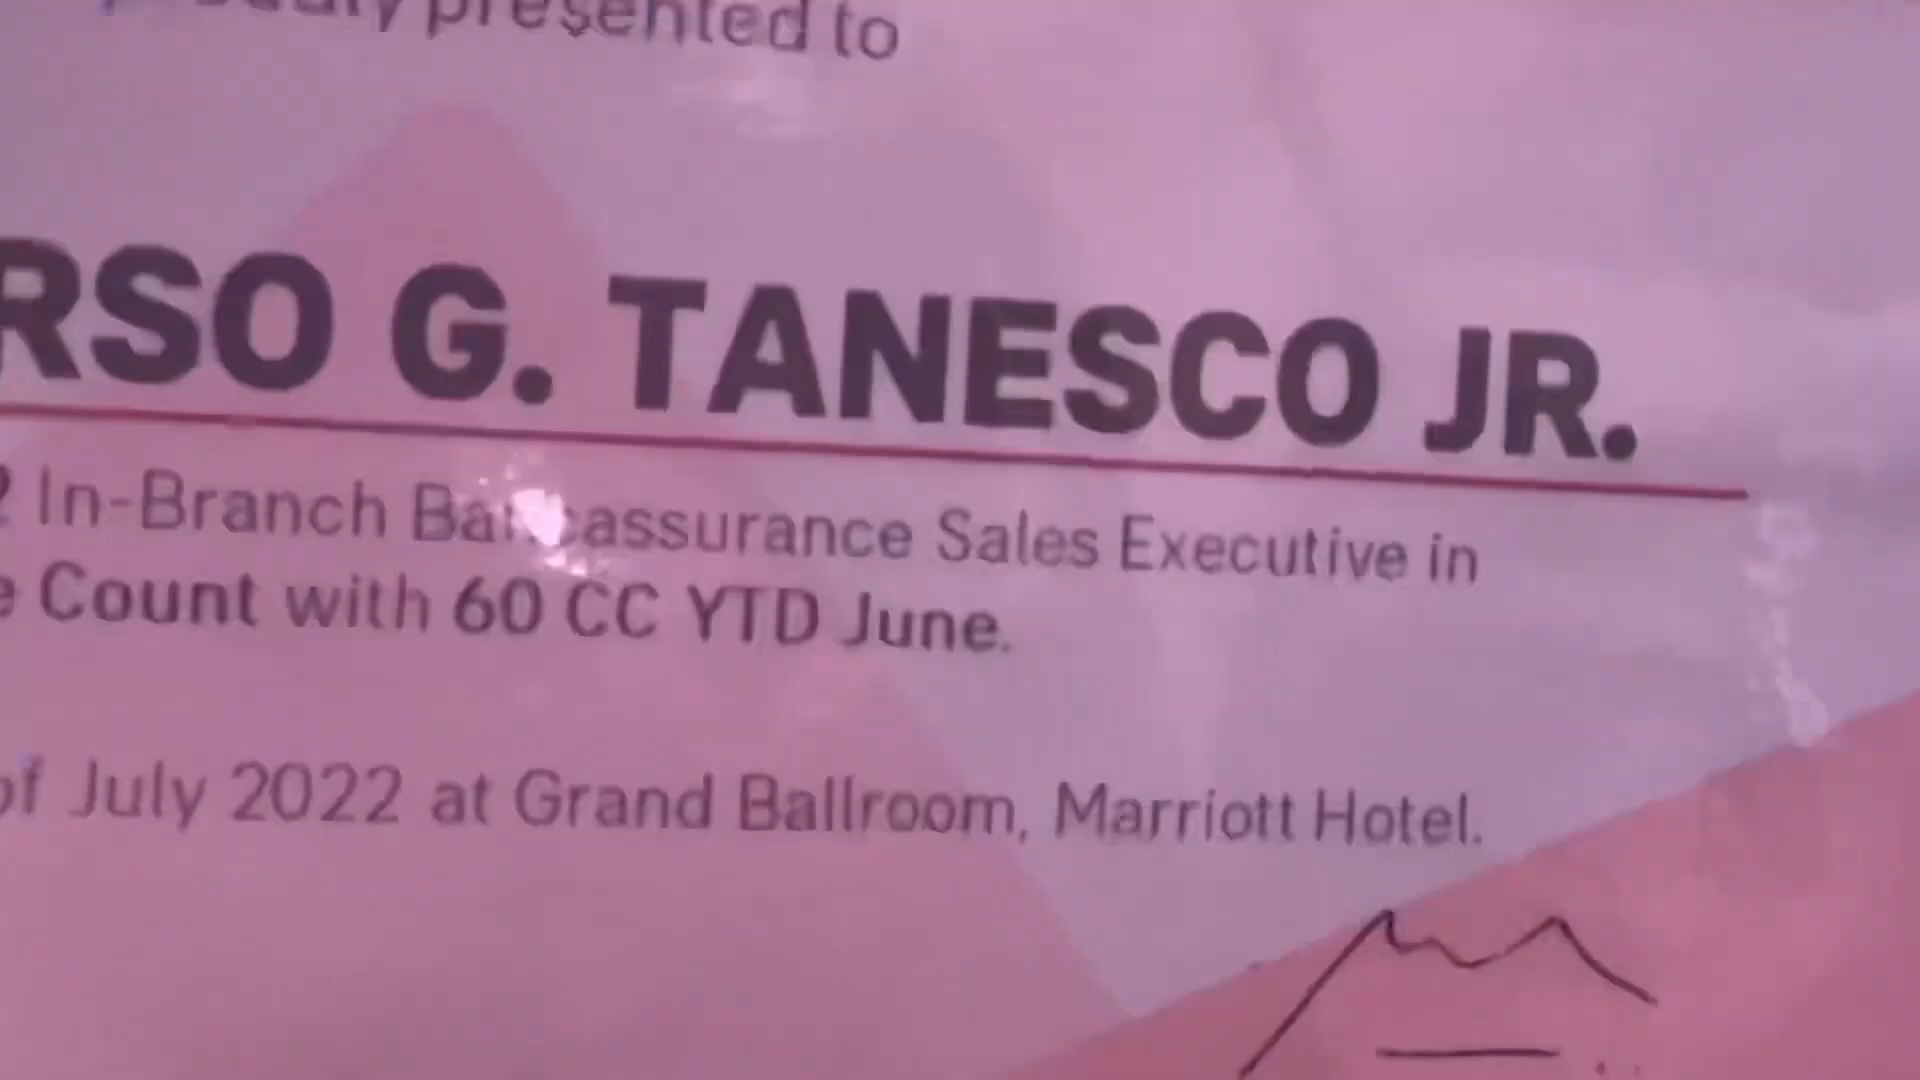 presented to
RSO G. TANESCO JR.
In-Branch Bancassurance Sales Executive in
Count with 60 CC YTD June.
of July 2022 at Grand Ballroom, Marriott Hotel.